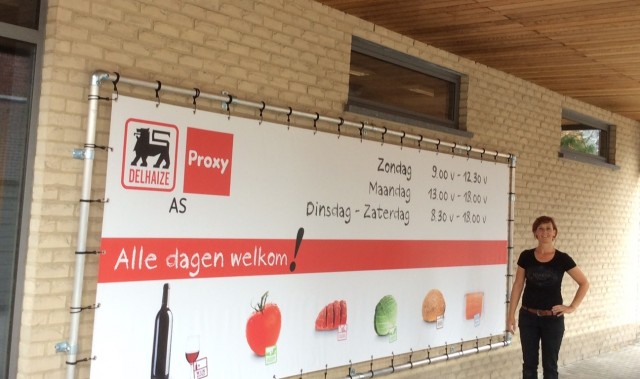 DELHAIZE
Proxy
AS
Zondag 9.00 u - 12.30 u
Maandag 13.00 u - 18.00 u
Dinsdag - Zaterdag 8.30 u - 18.00 u
Alle dagen welkom!